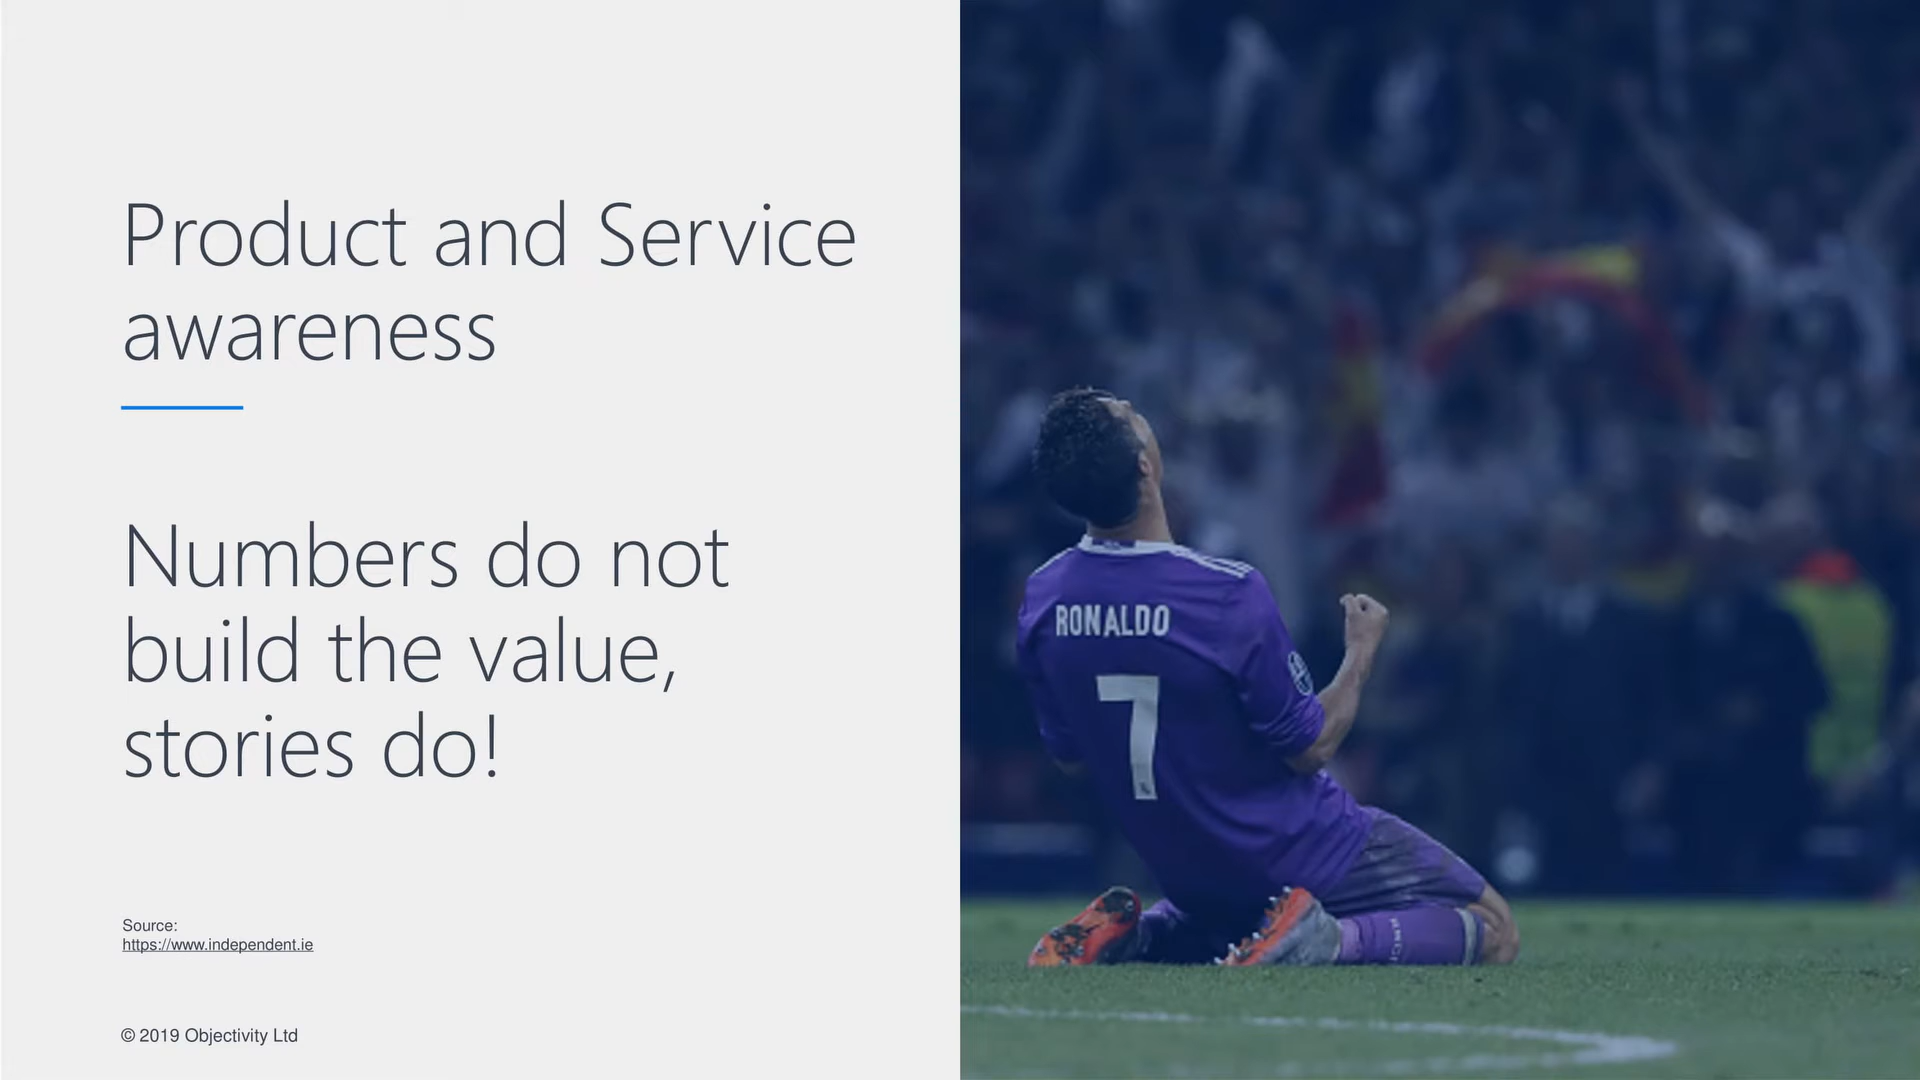 Product and Service
awareness
Numbers do not
build the value,
stories do!
Source:
https://www.independent.ie
© 2019 Objectivity Ltd
RONALDO
7